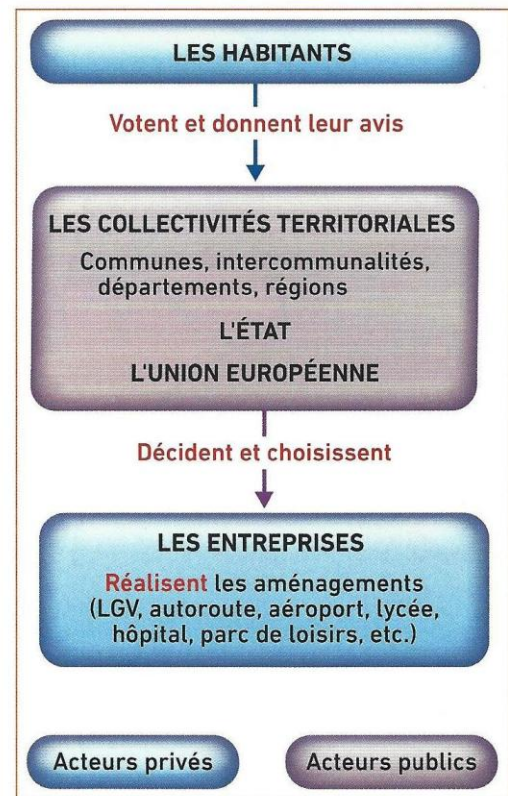 LES HABITANTS
Votent et donnent leur avis
LES COLLECTIVITÉS TERRITORIALES
Communes, intercommunalités,
départements, régions
L'ÉTAT
L'UNION EUROPÉENNE
Décident et choisissent
LES ENTREPRISES
Réalisent les aménagements
(LGV, autoroute, aéroport, lycée,
hôpital, parc de loisirs, etc.)
Acteurs privés
Acteurs publics